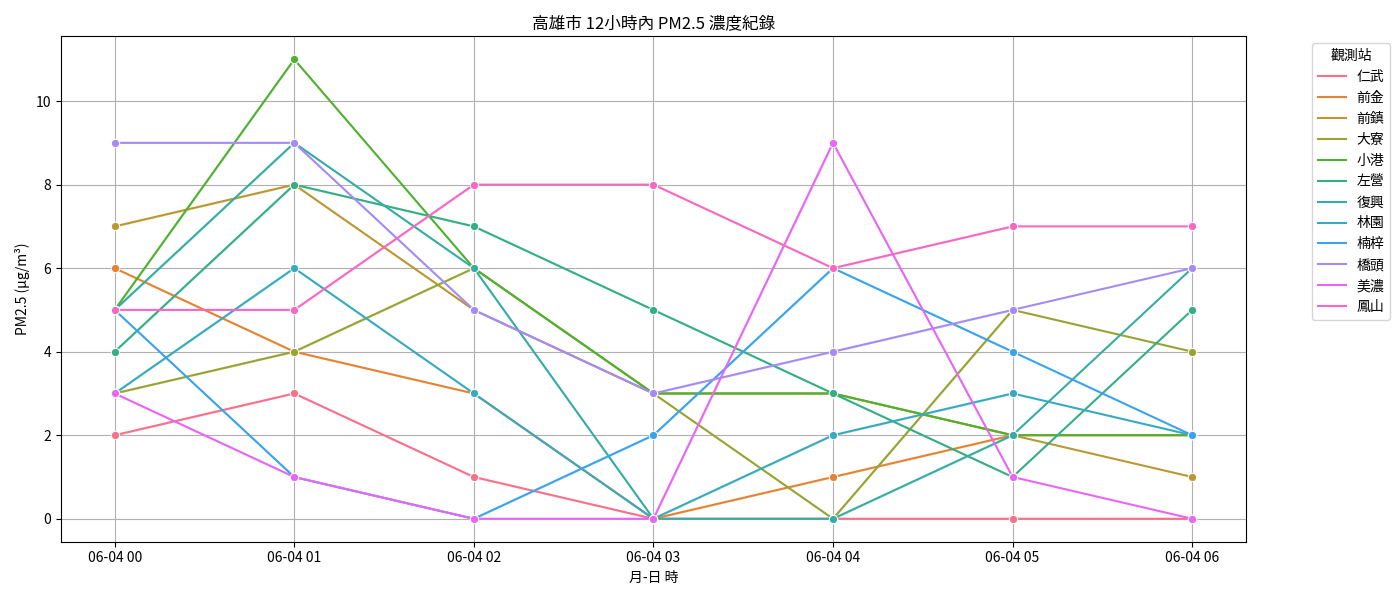 高雄市 12小時內 PM2.5 濃度紀錄
PM2.5 (μg/m³)
10
8
6
4
2
0
06-04 00
06-04 01
06-04 02
06-04 03
06-04 04
06-04 05
06-04 06
月-日 時
觀測站
仁武
前金
前鎮
大寮
小港
左營
復興
林園
楠梓
橋頭
美濃
鳳山